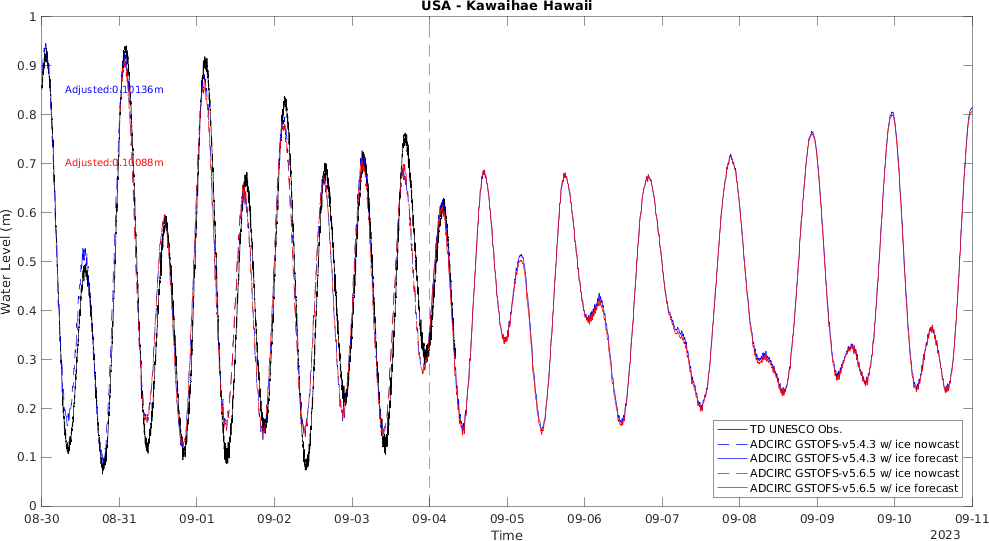 USA - Kawaihae Hawaii
1
0.9
0.8
0.7
0.6
0.5
0.4
0.3
0.2
0.1
0
Water Level (m)
Adjusted:0.10136m
Adjusted:0.10088m
TD UNESCO Obs.
ADCIRC GSTOFS-v5.4.3 w/ ice nowcast
ADCIRC GSTOFS-v5.4.3 w/ ice forecast
ADCIRC GSTOFS-v5.6.5 w/ ice nowcast
ADCIRC GSTOFS-v5.6.5 w/ ice forecast
08-30 08-31 09-01 09-02 09-03 09-04 09-05 09-06 09-07 09-08 09-09 09-10 09-11
Time
2023